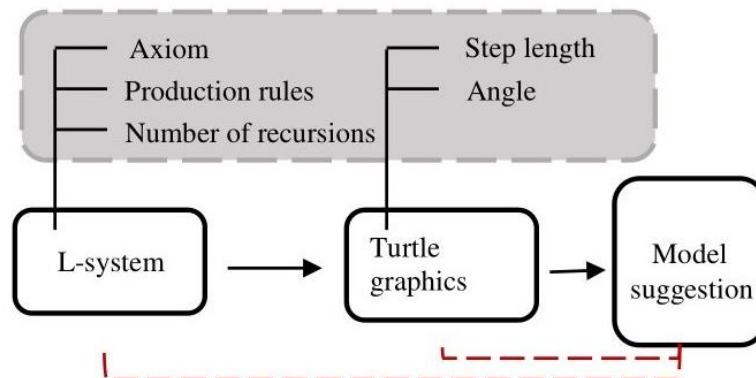 Axiom
Production rules
Number of recursions
Step length
Angle
L-system
Turtle
graphics
Model
suggestion